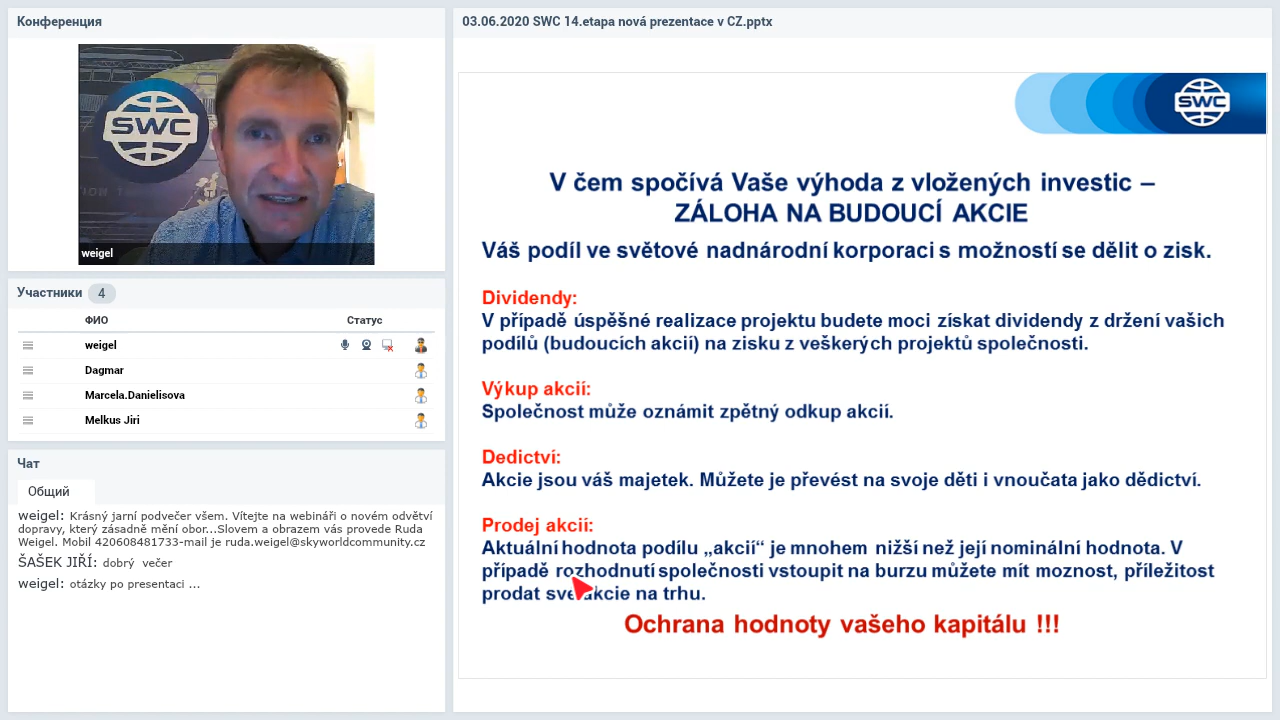 Конференция
SWC
weigel
Участники 4
ФИО Статус
weigel
Dagmar
Marcela.Danielisova
Melkus Jiri
Чат
Общий
weigel: Krásný jarní podvečer všem. Vítejte na webináři o novém odvětví
dopravy, který zásadně mění obor...Slovem a obrazem vás provede Ruda
Weigel. Mobil 420608481733-mail je ruda.weigel@skyworldcommunity.cz
ŠAŠEK JIŘÍ: dobrý večer
weigel: otázky po presentaci ...
03.06.2020 SWC 14.etapa nová prezentace v CZ.pptx
SWC
V čem spočívá Vaše výhoda z vložených investic –
ZÁLOHA NA BUDOUCÍ AKCIE
Váš podíl ve světové nadnárodní korporaci s možností se dělit o zisk.
Dividendy:
V případě úspěšné realizace projektu budete moci získat dividendy z držení vašich
podílů (budoucích akcií) na zisku z veškerých projektů společnosti.
Výkup akcií:
Společnost může oznámit zpětný odkup akcií.
Dedictví:
Akcie jsou váš majetek. Můžete je převést na svoje děti i vnoučata jako dědictví.
Prodej akcií:
Aktuální hodnota podílu „akcií“ je mnohem nižší než její nominální hodnota. V
případě rozhodnutí společnosti vstoupit na burzu můžete mít moznost, příležitost
prodat své akcie na trhu.
Ochrana hodnoty vašeho kapitálu !!!